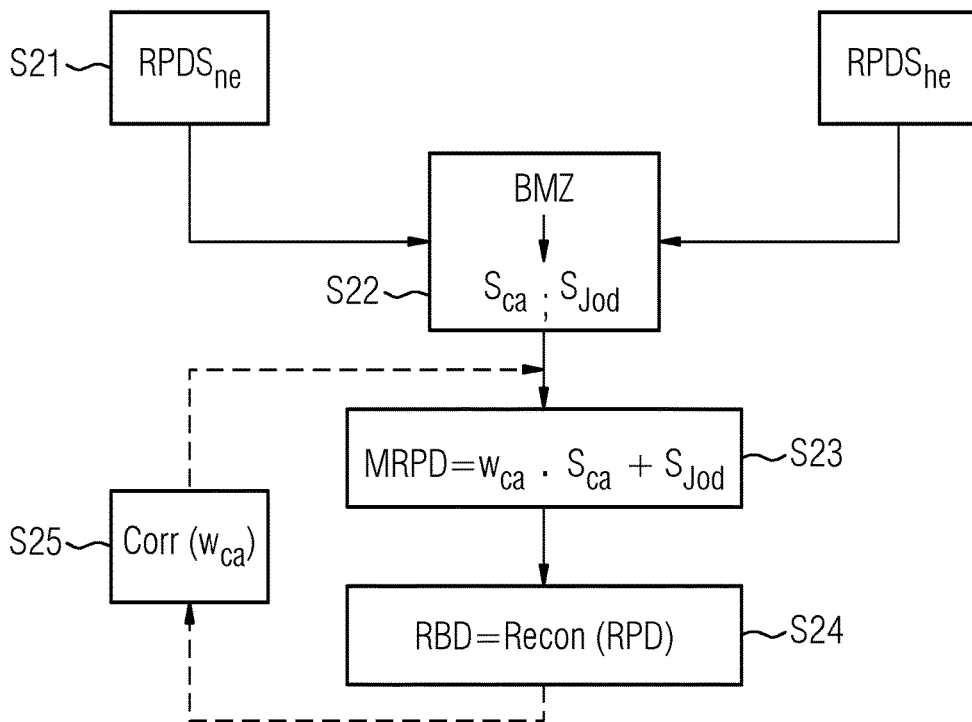 S21
RPDS_ne
RPDS_he
BMZ
S22
S_ca ; S_Jod
MRPD=w_ca . S_ca + S_Jod
S23
S25
Corr (w_ca)
RBD=Recon (RPD)
S24